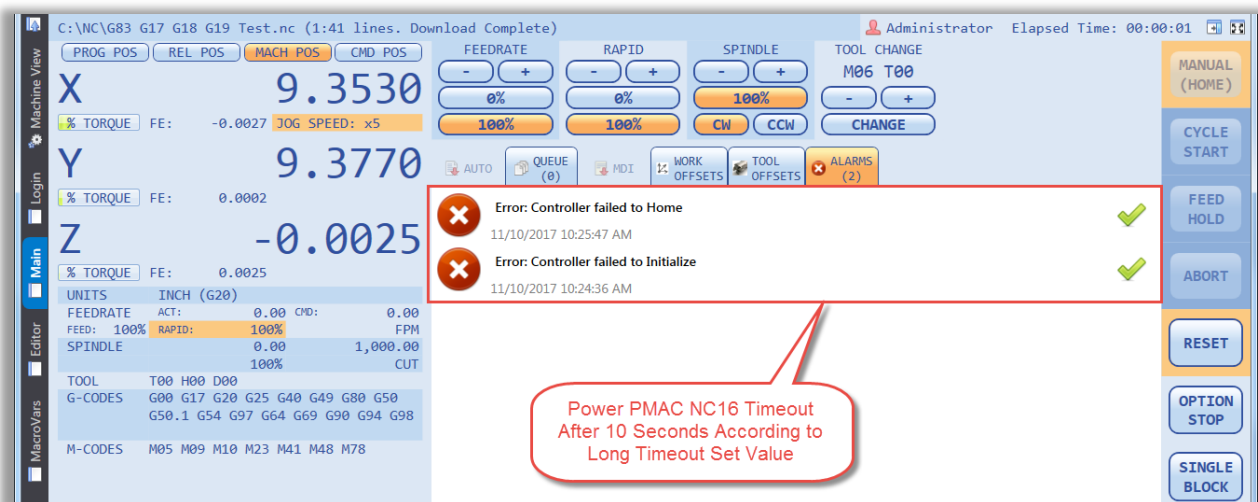 C:\NC\G83 G17 G18 G19 Test.nc (1:41 lines. Download Complete)
Administrator Elapsed Time: 00:00:01
Machine View
Login
Main
Editor
MacroVars
PROG POS REL POS MACH POS CMD POS
X 9.3530
% TORQUE FE: -0.0027 JOG SPEED: x5
Y 9.3770
% TORQUE FE: 0.0002
Z -0.0025
% TORQUE FE: 0.0025
UNITS INCH (G20)
FEEDRATE ACT: 0.00 CMD: 0.00
FEED: 100% RAPID: 100% FPM
SPINDLE 0.00 1,000.00
100% CUT
TOOL T00 H00 D00
G-CODES G00 G17 G20 G25 G40 G49 G80 G50
G50.1 G54 G97 G64 G69 G90 G94 G98
M-CODES M05 M09 M10 M23 M41 M48 M78
FEEDRATE RAPID SPINDLE TOOL CHANGE
- + - + - + M06 T00
0% 0% 100% - +
100% 100% CW CCW CHANGE
AUTO
QUEUE
(0)
MDI
WORK
OFFSETS
TOOL
OFFSETS
ALARMS
(2)
Error: Controller failed to Home
11/10/2017 10:25:47 AM
Error: Controller failed to Initialize
11/10/2017 10:24:36 AM
Power PMAC NC16 Timeout
After 10 Seconds According to
Long Timeout Set Value
MANUAL
(HOME)
CYCLE
START
FEED
HOLD
ABORT
RESET
OPTION
STOP
SINGLE
BLOCK